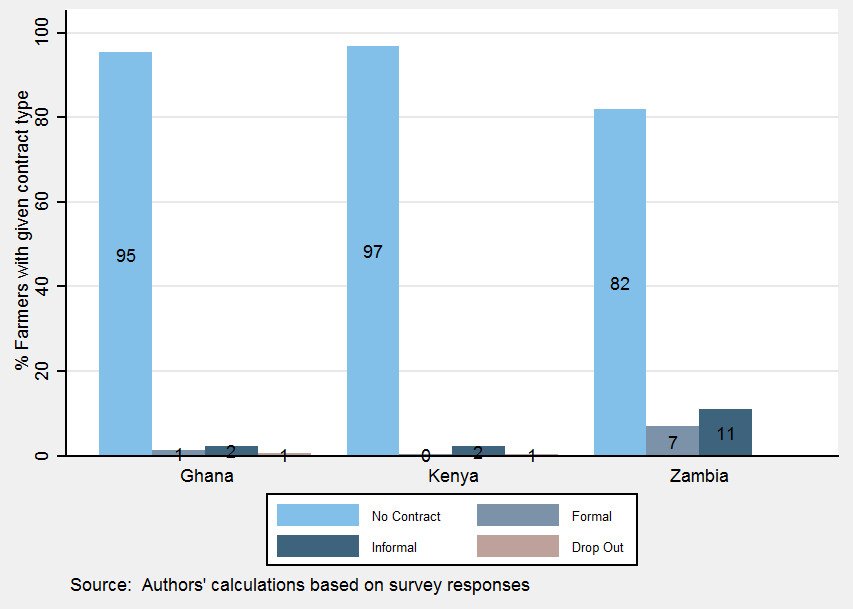 % Farmers with given contract type
100
80
60
40
20
0
95
1
2
1
97
0
2
1
82
7
11
Ghana
Kenya
Zambia
No Contract
Formal
Informal
Drop Out
Source:  Authors' calculations based on survey responses